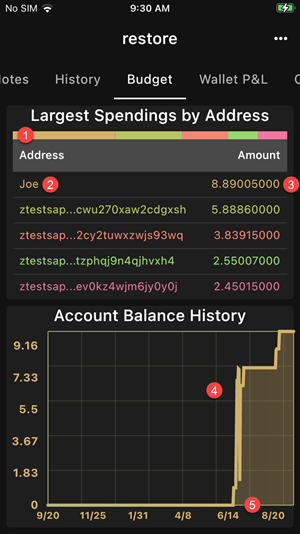 No SIM 9:30 AM
restore
lotes History Budget Wallet P&L
Largest Spendings by Address
1
Address Amount
Joe 2 8.89005000 3
ztestsap...cwu270xaw2cdgxsh 5.88860000
ztestsap...2cy2tuwxzwjs93wq 3.83915000
ztestsap...tzphqj9n4qjhvxh4 2.55007000
ztestsap...ev0kz4wjm6jy0y0j 2.45015000
Account Balance History
9.16
7.33
5.5
4
3.67
1.83
0
5
9/20 11/25 1/31 4/8 6/14 8/20